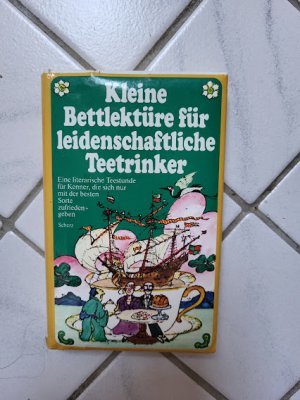 Kleine
Bettlektüre für
leidenschaftliche
Teetrinker
Eine literarische Teestunde
für Kenner, die sich nur
mit der besten
Sorte
zufrieden-
geben
Scherz